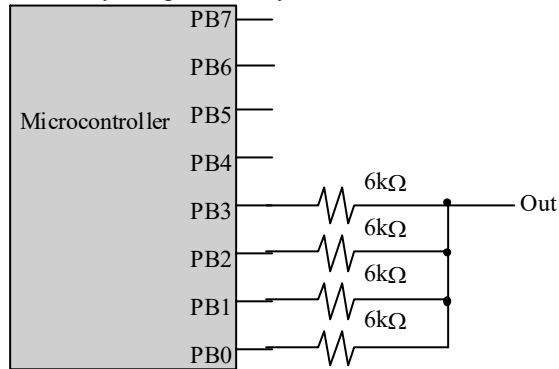 PB7
PB6
Microcontroller PB5
PB4
6kΩ
PB3 Out
6kΩ
PB2
6kΩ
PB1
6kΩ
PB0